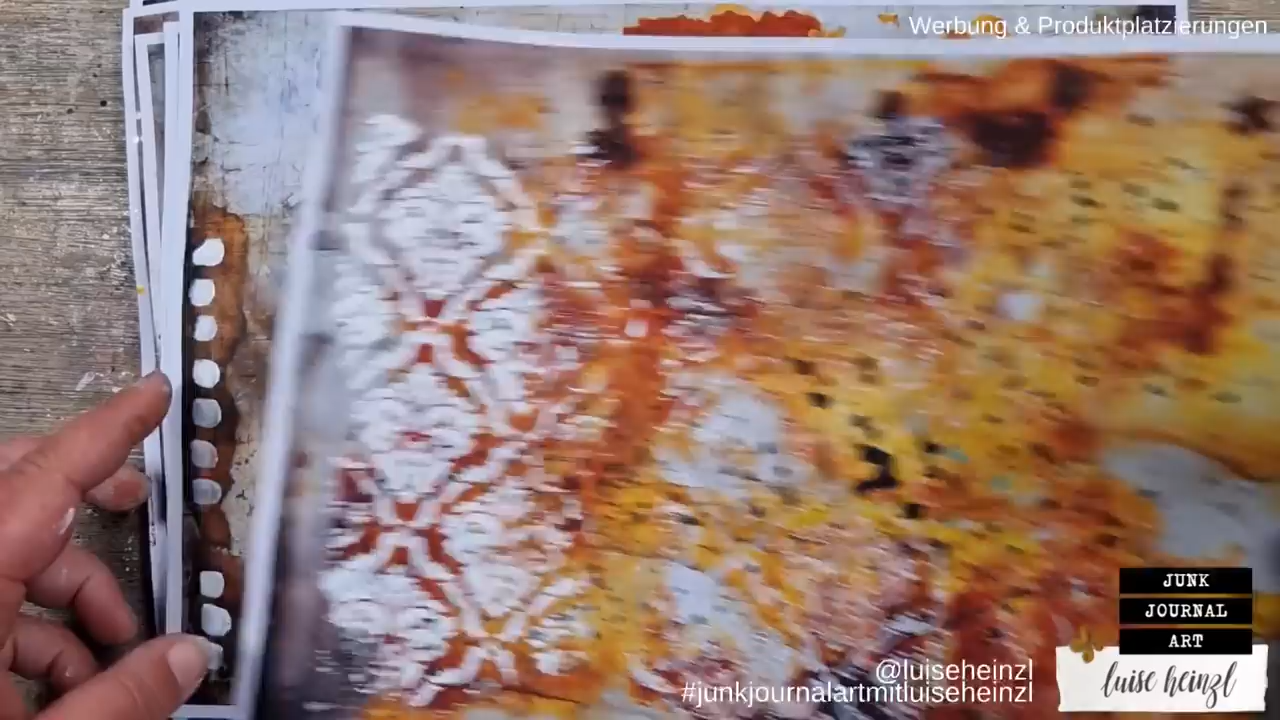 Werbung & Produktplatzierungen
JUNK
JOURNAL
ART
@luiseheinzl
#junkjournalartmitluiseheinzl
luise heinzl